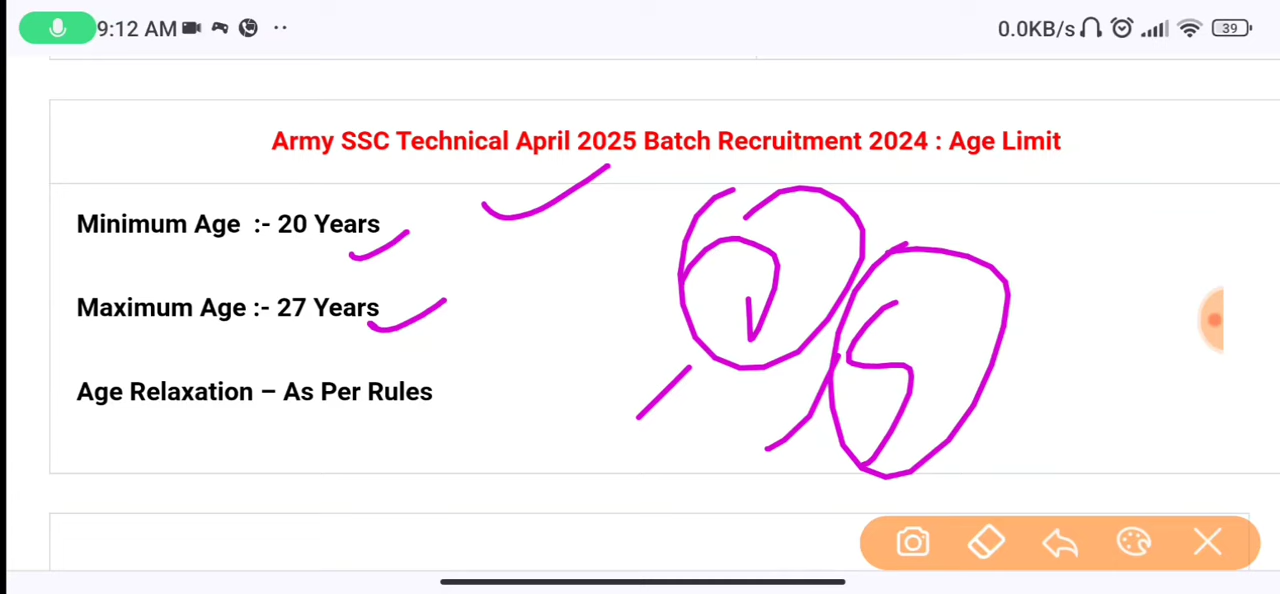 9:12 AM
0.0KB/s
39
Army SSC Technical April 2025 Batch Recruitment 2024 : Age Limit
Minimum Age :- 20 Years
Maximum Age :- 27 Years
Age Relaxation – As Per Rules